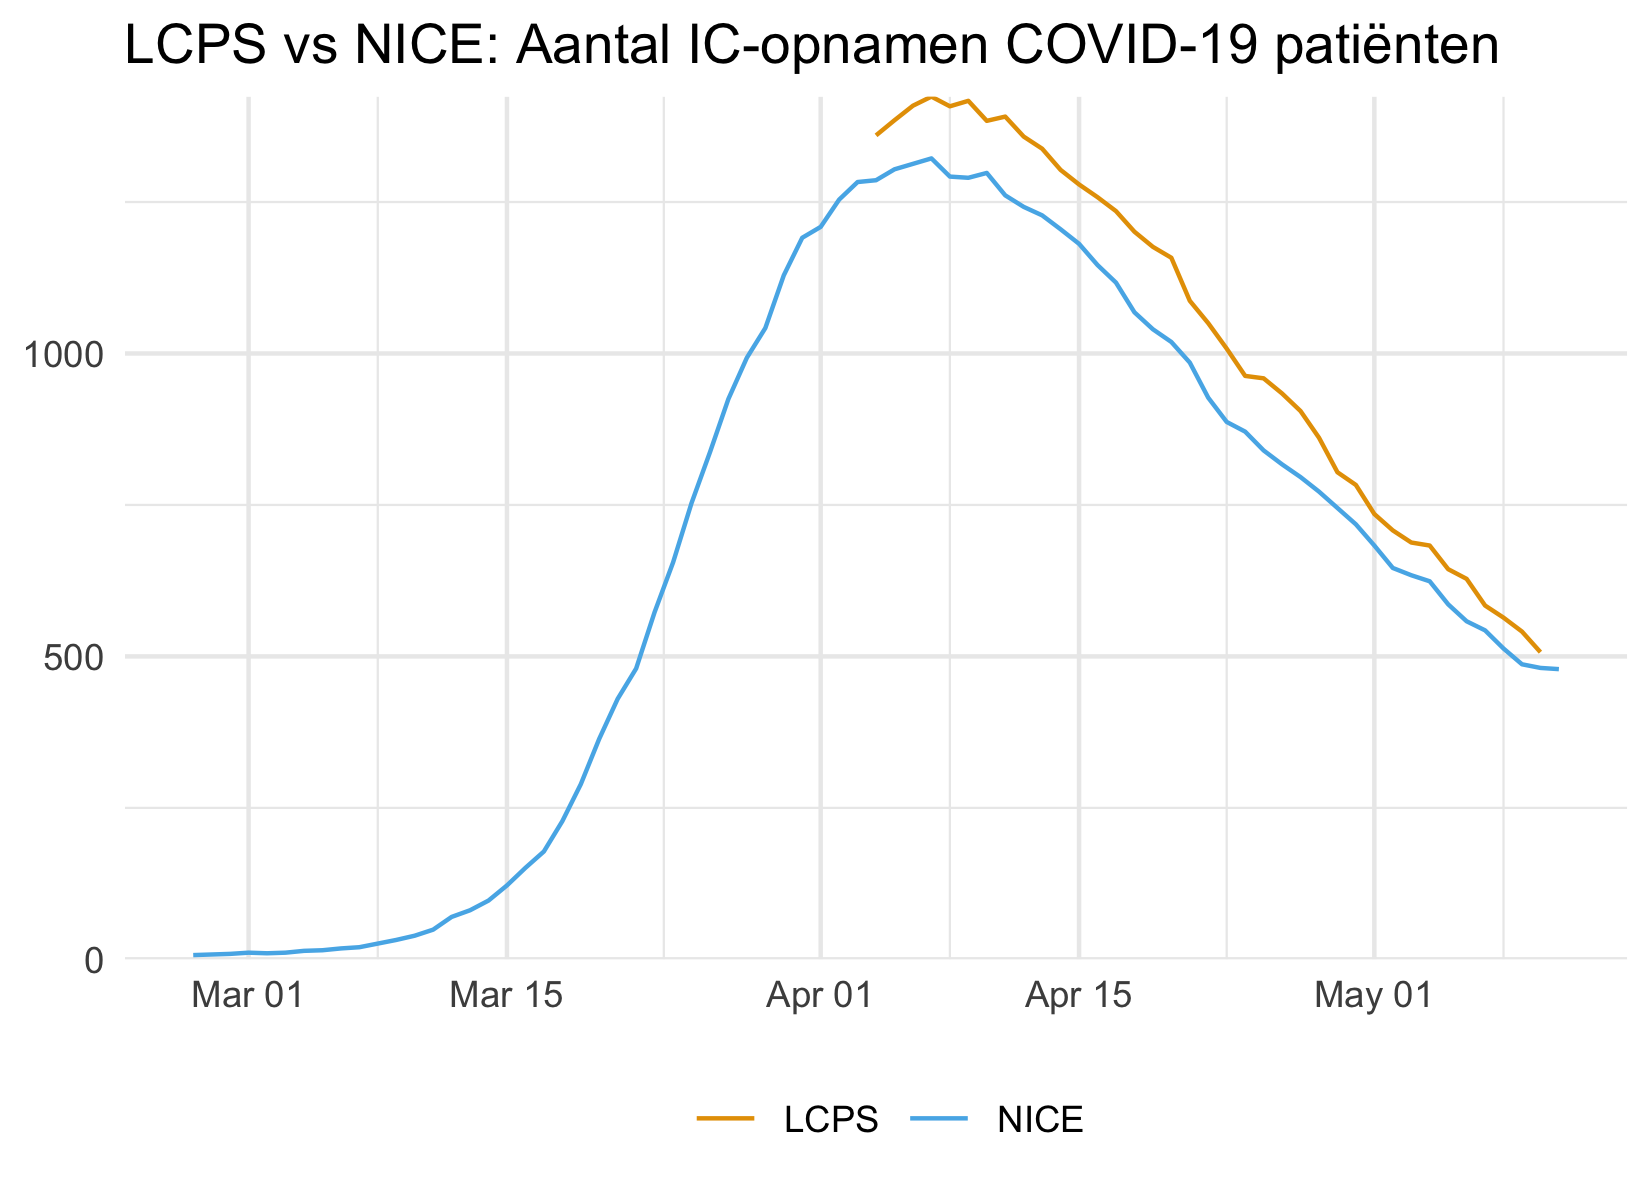 LCPS vs NICE: Aantal IC-opnamen COVID-19 patiënten
1000
500
0
Mar 01 Mar 15 Apr 01 Apr 15 May 01
LCPS NICE